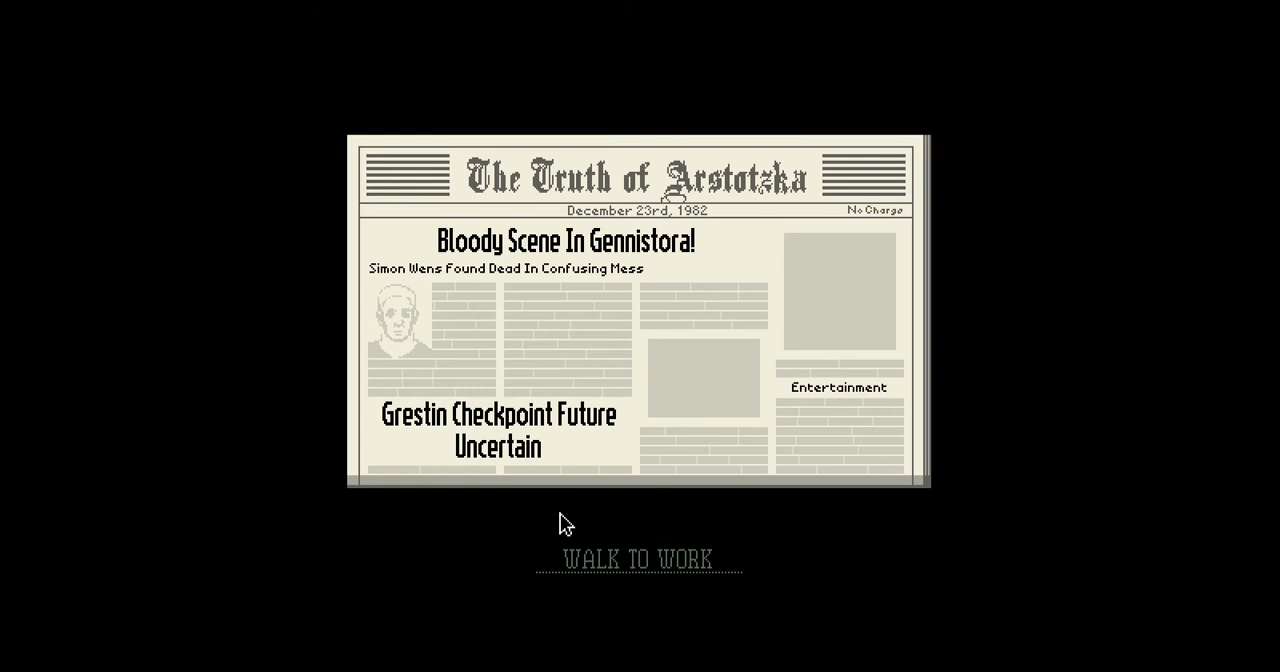 The Truth of Arstotzka
December 23rd, 1982
No Charge
Bloody Scene In Gennistora!
Simon Wens Found Dead In Confusing Mess
Grestin Checkpoint Future
Uncertain
Entertainment
WALK TO WORK